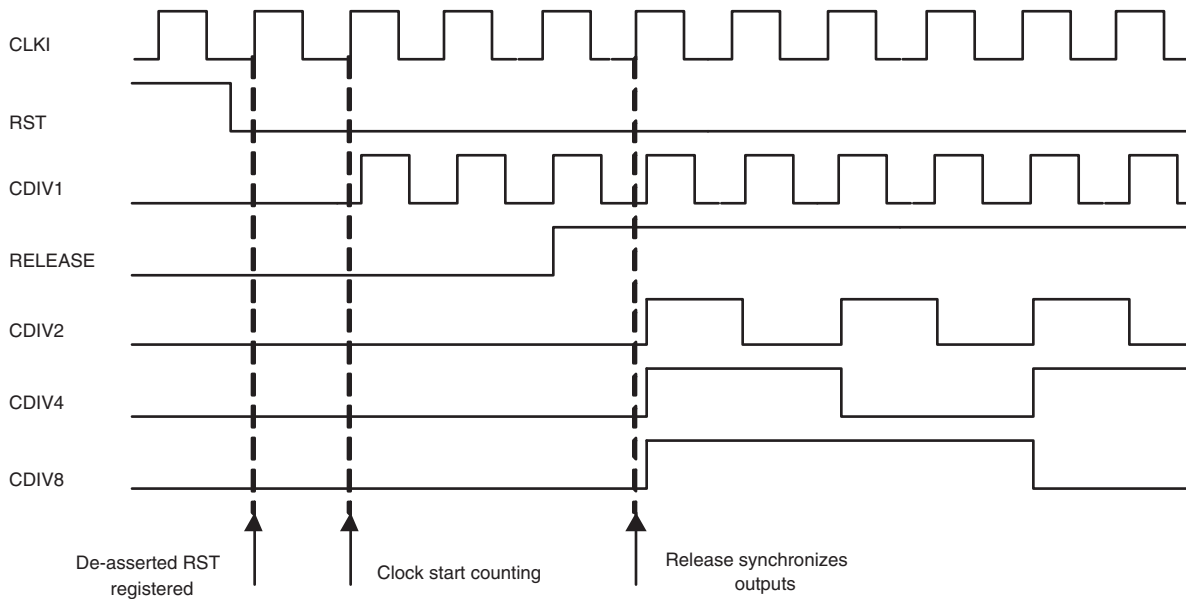 CLKI
RST
CDIV1
RELEASE
CDIV2
CDIV4
CDIV8
De-asserted RST
registered
Clock start counting
Release synchronizes
outputs